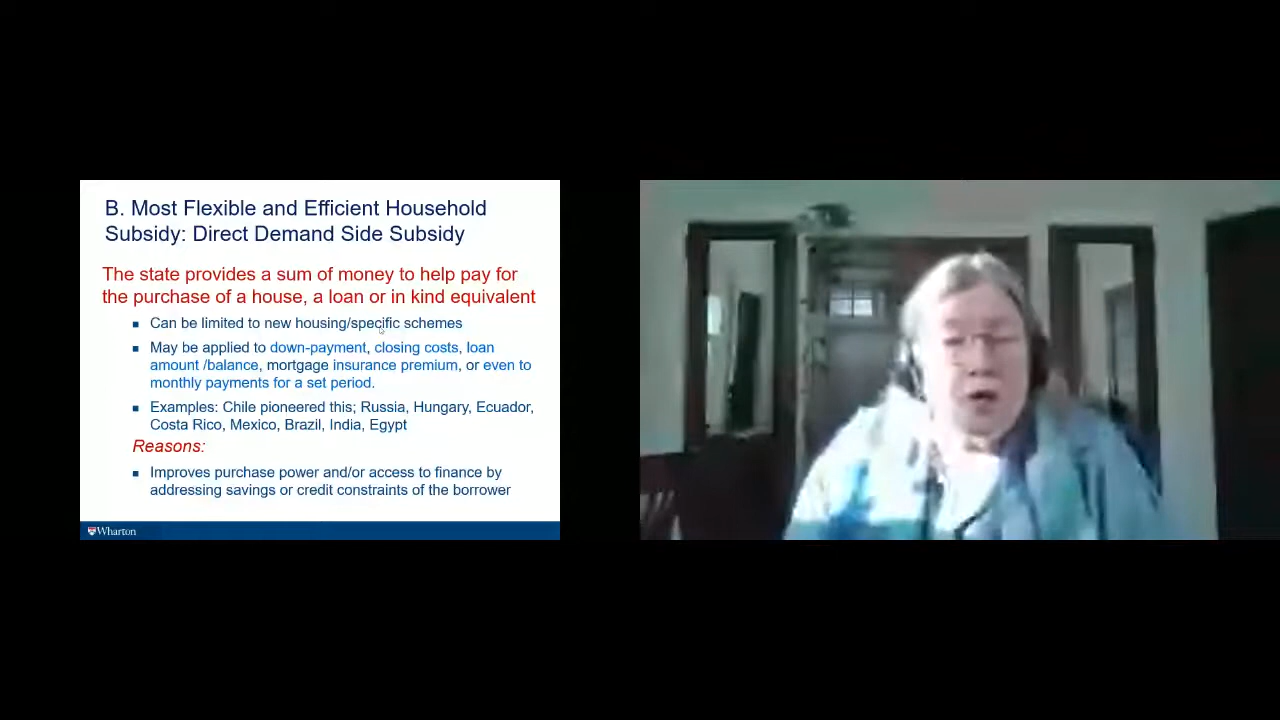 B. Most Flexible and Efficient Household
Subsidy: Direct Demand Side Subsidy
The state provides a sum of money to help pay for
the purchase of a house, a loan or in kind equivalent
■ Can be limited to new housing/specific schemes
■ May be applied to down-payment, closing costs, loan
amount /balance, mortgage insurance premium, or even to
monthly payments for a set period.
■ Examples: Chile pioneered this; Russia, Hungary, Ecuador,
Costa Rico, Mexico, Brazil, India, Egypt
Reasons:
■ Improves purchase power and/or access to finance by
addressing savings or credit constraints of the borrower
Wharton